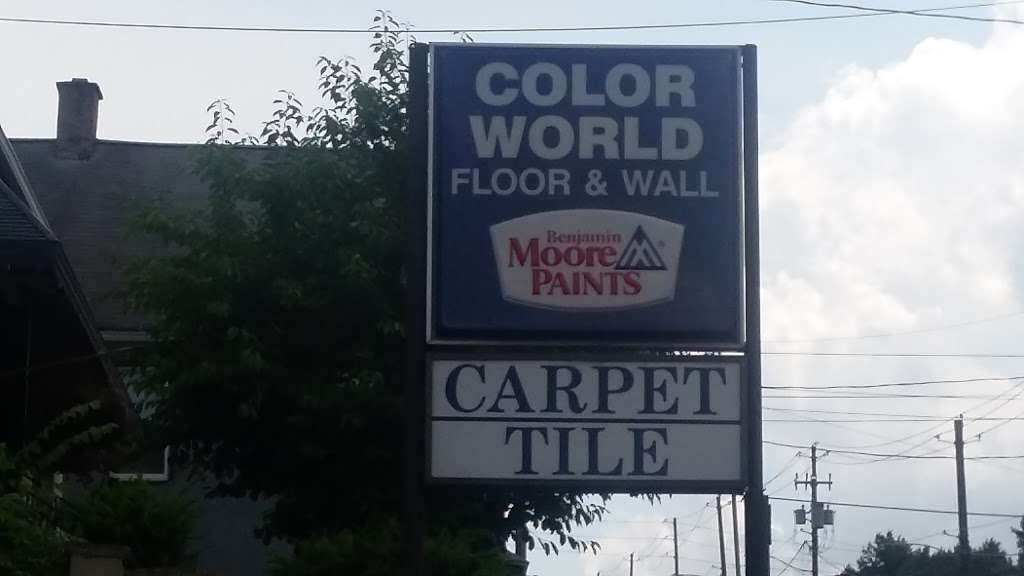 COLOR
WORLD
FLOOR & WALL
Benjamin
Moore
PAINTS
CARPET
TILE